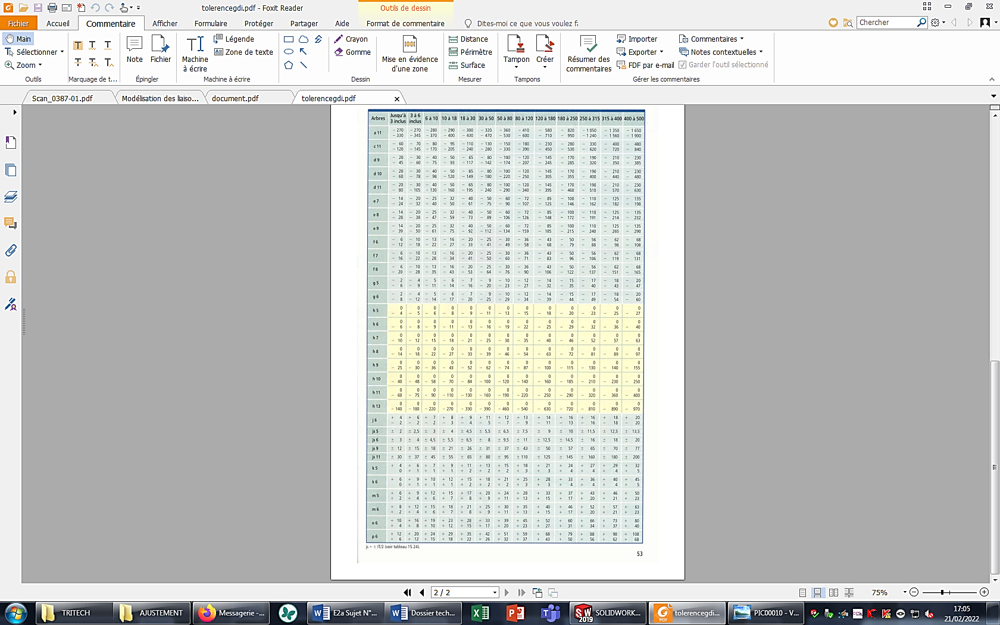 tolerencegdi.pdf - Foxit Reader
Outils de dessin
Fichier Accueil Commentaire Afficher Formulaire Protéger Partager Aide Format de commentaire Dites-moi ce que vous voulez fa Chercher
Main
Sélectionner
Zoom
Outils
Marquage de t...
Note Fichier
Épingler
Machine à écrire
Légende
Zone de texte
Machine à écrire
Crayon
Gomme
Dessin
Mise en évidence d'une zone
Distance
Périmètre
Surface
Mesurer
Tampon Créer
Tampons
Résumer des commentaires
Importer
Exporter
FDF par e-mail
Commentaires
Notes contextuelles
Garder l'outil sélectionné
Gérer les commentaires
Scan_0387-01.pdf Modélisation des liaiso... document.pdf tolerencegdi.pdf
Arbres Jusqu'à 3 inclus 3 à 6 inclus 6 à 10 10 à 18 18 à 30 30 à 50 50 à 80 80 à 120 120 à 180 180 à 250 250 à 315 315 à 400 400 à 500
a 11 − 270 − 270 − 280 − 290 − 300 − 320 − 360 − 410 − 580 − 820 − 1 050 − 1 350 − 1 650
− 330 − 345 − 370 − 400 − 430 − 470 − 530 − 600 − 710 − 950 − 1 240 − 1 560 − 1 900
c 11 − 60 − 70 − 80 − 95 − 110 − 130 − 150 − 180 − 230 − 280 − 330 − 400 − 480
− 120 − 145 − 170 − 205 − 240 − 280 − 330 − 390 − 450 − 530 − 620 − 720 − 840
d 9 − 20 − 30 − 40 − 50 − 65 − 80 − 100 − 120 − 145 − 170 − 190 − 210 − 230
− 45 − 60 − 75 − 93 − 117 − 142 − 174 − 207 − 245 − 285 − 320 − 350 − 385
d 10 − 20 − 30 − 40 − 50 − 65 − 80 − 100 − 120 − 145 − 170 − 190 − 210 − 230
− 60 − 78 − 98 − 120 − 149 − 180 − 220 − 250 − 305 − 355 − 400 − 440 − 480
d 11 − 20 − 30 − 40 − 50 − 65 − 80 − 100 − 120 − 145 − 170 − 190 − 210 − 230
− 80 − 105 − 130 − 160 − 195 − 240 − 290 − 340 − 395 − 460 − 510 − 570 − 630
e 7 − 14 − 20 − 25 − 32 − 40 − 50 − 60 − 72 − 85 − 100 − 110 − 125 − 135
− 24 − 32 − 40 − 50 − 61 − 75 − 90 − 107 − 125 − 146 − 162 − 182 − 198
e 8 − 14 − 20 − 25 − 32 − 40 − 50 − 60 − 72 − 85 − 100 − 110 − 125 − 135
− 28 − 38 − 47 − 59 − 73 − 89 − 106 − 126 − 148 − 172 − 191 − 214 − 232
e 9 − 14 − 20 − 25 − 32 − 40 − 50 − 60 − 72 − 85 − 100 − 110 − 125 − 135
− 39 − 50 − 61 − 75 − 92 − 112 − 134 − 159 − 185 − 215 − 240 − 265 − 290
f 6 − 6 − 10 − 13 − 16 − 20 − 25 − 30 − 36 − 43 − 50 − 56 − 62 − 68
− 12 − 18 − 22 − 27 − 33 − 41 − 49 − 58 − 68 − 79 − 88 − 98 − 108
f 7 − 6 − 10 − 13 − 16 − 20 − 25 − 30 − 36 − 43 − 50 − 56 − 62 − 68
− 16 − 22 − 28 − 34 − 41 − 50 − 60 − 71 − 83 − 96 − 106 − 119 − 131
f 8 − 6 − 10 − 13 − 16 − 20 − 25 − 30 − 36 − 43 − 50 − 56 − 62 − 68
− 20 − 28 − 35 − 43 − 53 − 64 − 76 − 90 − 106 − 122 − 137 − 151 − 165
g 5 − 2 − 4 − 5 − 6 − 7 − 9 − 10 − 12 − 14 − 15 − 17 − 18 − 20
− 6 − 9 − 11 − 14 − 16 − 20 − 23 − 27 − 32 − 35 − 40 − 43 − 47
g 6 − 2 − 4 − 5 − 6 − 7 − 9 − 10 − 12 − 14 − 15 − 17 − 18 − 20
− 8 − 12 − 14 − 17 − 20 − 25 − 29 − 34 − 39 − 44 − 49 − 54 − 60
h 5 0 0 0 0 0 0 0 0 0 0 0 0 0
− 4 − 5 − 6 − 8 − 9 − 11 − 13 − 15 − 18 − 20 − 23 − 25 − 27
h 6 0 0 0 0 0 0 0 0 0 0 0 0 0
− 6 − 8 − 9 − 11 − 13 − 16 − 19 − 22 − 25 − 29 − 32 − 36 − 40
h 7 0 0 0 0 0 0 0 0 0 0 0 0 0
− 10 − 12 − 15 − 18 − 21 − 25 − 30 − 35 − 40 − 46 − 52 − 57 − 63
h 8 0 0 0 0 0 0 0 0 0 0 0 0 0
− 14 − 18 − 22 − 27 − 33 − 39 − 46 − 54 − 63 − 72 − 81 − 89 − 97
h 9 0 0 0 0 0 0 0 0 0 0 0 0 0
− 25 − 30 − 36 − 43 − 52 − 62 − 74 − 87 − 100 − 115 − 130 − 140 − 155
h 10 0 0 0 0 0 0 0 0 0 0 0 0 0
− 40 − 48 − 58 − 70 − 84 − 100 − 120 − 140 − 160 − 185 − 210 − 230 − 250
h 11 0 0 0 0 0 0 0 0 0 0 0 0 0
− 60 − 75 − 90 − 110 − 130 − 160 − 190 − 220 − 250 − 290 − 320 − 360 − 400
h 13 0 0 0 0 0 0 0 0 0 0 0 0 0
− 140 − 180 − 220 − 270 − 330 − 390 − 460 − 540 − 630 − 720 − 810 − 890 − 970
j 6 + 4 + 6 + 7 + 8 + 9 + 11 + 12 + 13 + 14 + 16 + 16 + 18 + 20
− 2 − 2 − 2 − 3 − 4 − 5 − 7 − 9 − 11 − 13 − 16 − 18 − 20
js 5 ± 2 ± 2,5 ± 3 ± 4 ± 4,5 ± 5,5 ± 6,5 ± 7,5 ± 9 ± 10 ± 11,5 ± 12,5 ± 13,5
js 6 ± 3 ± 4 ± 4,5 ± 5,5 ± 6,5 ± 8 ± 9,5 ± 11 ± 12,5 ± 14,5 ± 16 ± 18 ± 20
js 9 ± 12 ± 15 ± 18 ± 21 ± 26 ± 31 ± 37 ± 43 ± 50 ± 57 ± 65 ± 70 ± 77
js 11 ± 30 ± 37 ± 45 ± 55 ± 65 ± 80 ± 95 ± 110 ± 125 ± 145 ± 160 ± 180 ± 200
k 5 + 4 + 6 + 7 + 9 + 11 + 13 + 15 + 18 + 21 + 24 + 27 + 29 + 32
0 + 1 + 1 + 1 + 2 + 2 + 2 + 3 + 3 + 4 + 4 + 4 + 5
k 6 + 6 + 9 + 10 + 12 + 15 + 18 + 21 + 25 + 28 + 33 + 36 + 40 + 45
0 + 1 + 1 + 1 + 2 + 2 + 2 + 3 + 3 + 4 + 4 + 4 + 5
m 5 + 6 + 9 + 12 + 15 + 17 + 20 + 24 + 28 + 33 + 37 + 43 + 46 + 50
+ 2 + 4 + 6 + 7 + 8 + 9 + 11 + 13 + 15 + 17 + 20 + 21 + 23
m 6 + 8 + 12 + 15 + 18 + 21 + 25 + 30 + 35 + 40 + 46 + 52 + 57 + 63
+ 2 + 4 + 6 + 7 + 8 + 9 + 11 + 13 + 15 + 17 + 20 + 21 + 23
n 6 + 10 + 16 + 19 + 23 + 28 + 33 + 39 + 45 + 52 + 60 + 66 + 73 + 80
+ 4 + 8 + 10 + 12 + 15 + 17 + 20 + 23 + 27 + 31 + 34 + 37 + 40
p 6 + 12 + 20 + 24 + 29 + 35 + 42 + 51 + 59 + 68 + 79 + 88 + 98 + 108
+ 6 + 12 + 15 + 18 + 22 + 26 + 32 + 37 + 43 + 50 + 56 + 62 + 68
js = ± IT/2 (voir tableau 15.24).
53
2 / 2
75%
TRITECH AJUSTEMENT Messagerie -... E2a Sujet N°... Dossier tech... SOLIDWORK... tolerencegdi... PIC00010 - V...
17:05
21/02/2022